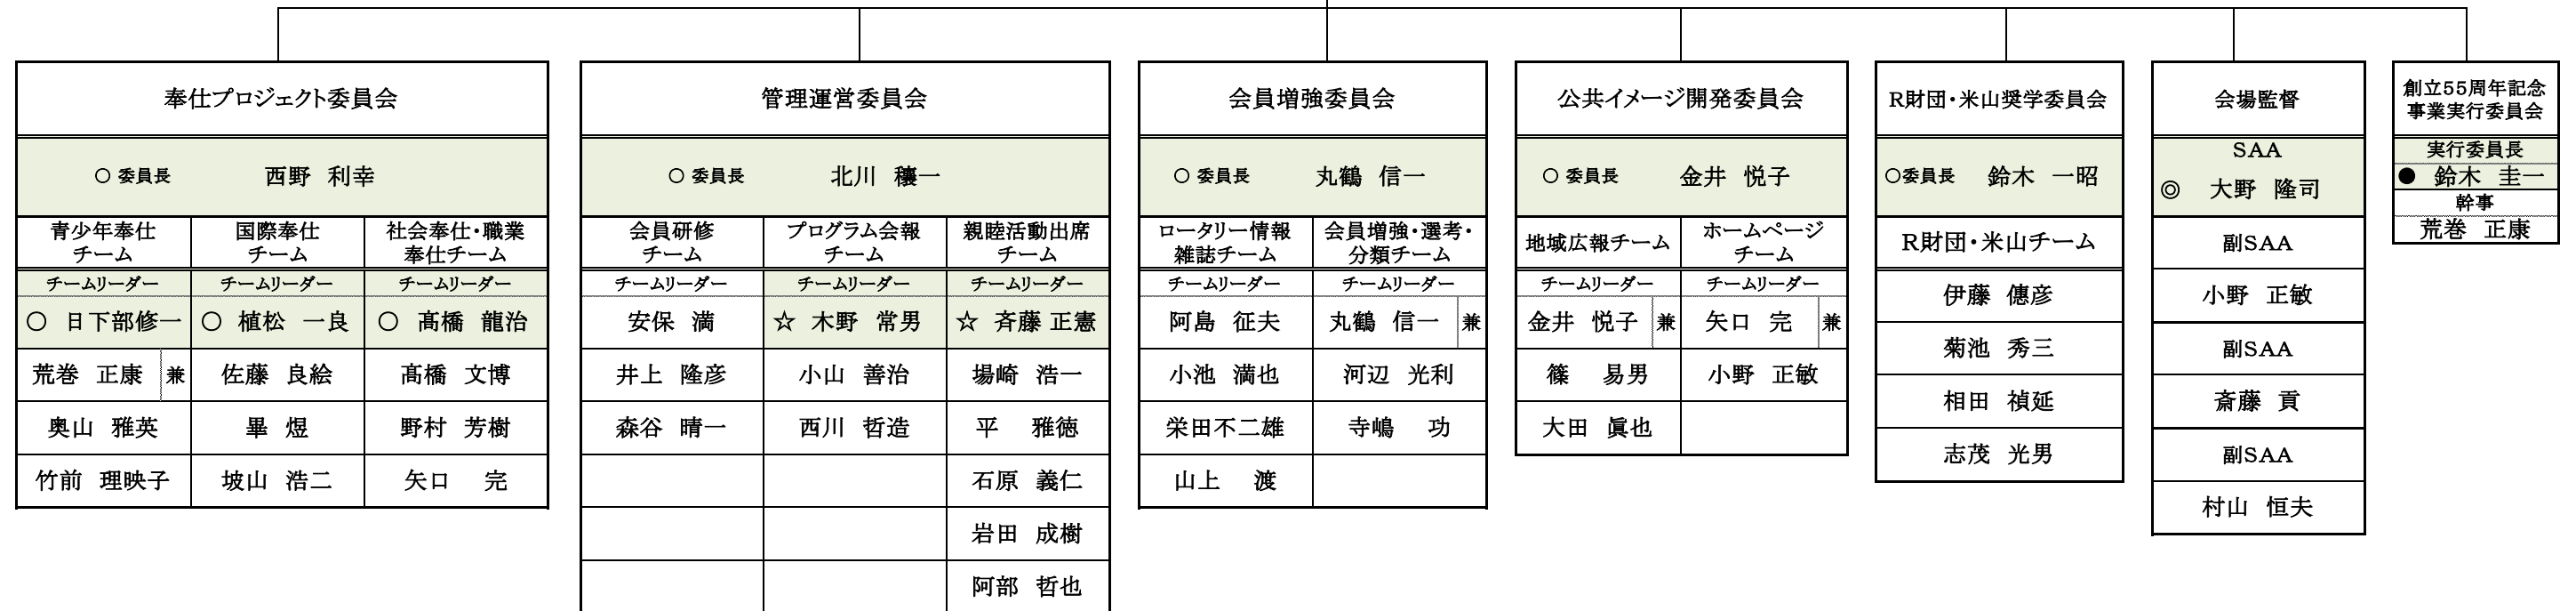 奉仕プロジェクト委員会
○ 委員長 西野 利幸
青少年奉仕
チーム
チームリーダー
○ 日下部修一
荒巻 正康 兼
奥山 雅英
竹前 理映子
国際奉仕
チーム
チームリーダー
○ 植松 一良
佐藤 良絵
畢 煜
坡山 浩二
社会奉仕・職業
奉仕チーム
チームリーダー
○ 髙橋 龍治
髙橋 文博
野村 芳樹
矢口 完
管理運営委員会
○ 委員長 北川 穰一
会員研修
チーム
チームリーダー
安保 満
井上 隆彦
森谷 晴一
プログラム会報
チーム
チームリーダー
☆ 木野 常男
小山 善治
西川 哲造
親睦活動出席
チーム
チームリーダー
☆ 斉藤 正憲
場崎 浩一
平 雅徳
石原 義仁
岩田 成樹
阿部 哲也
会員増強委員会
○ 委員長 丸鶴 信一
ロータリー情報
雑誌チーム
チームリーダー
阿島 征夫
小池 満也
栄田不二雄
山上 渡
会員増強・選考・
分類チーム
チームリーダー
丸鶴 信一 兼
河辺 光利
寺嶋 功
公共イメージ開発委員会
○ 委員長 金井 悦子
地域広報チーム
チームリーダー
金井 悦子 兼
篠 易男
大田 眞也
ホームページ
チーム
チームリーダー
矢口 完 兼
小野 正敏
R財団・米山奨学委員会
○委員長 鈴木 一昭
R財団・米山チーム
伊藤 僡彦
菊池 秀三
相田 禎延
志茂 光男
会場監督
SAA
◎ 大野 隆司
副SAA
小野 正敏
副SAA
斎藤 貢
副SAA
村山 恒夫
創立55周年記念
事業実行委員会
実行委員長
● 鈴木 圭一
幹事
荒巻 正康